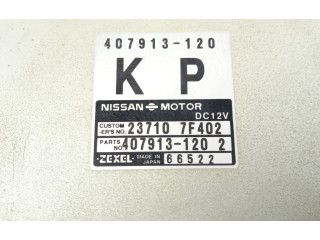 407913-120
K P
NISSAN MOTOR
DC12V
CUSTOM -ER'S NO. 23710 7F402
PARTS NO. 407913-120 2
ZEXEL MADE IN JAPAN 66522